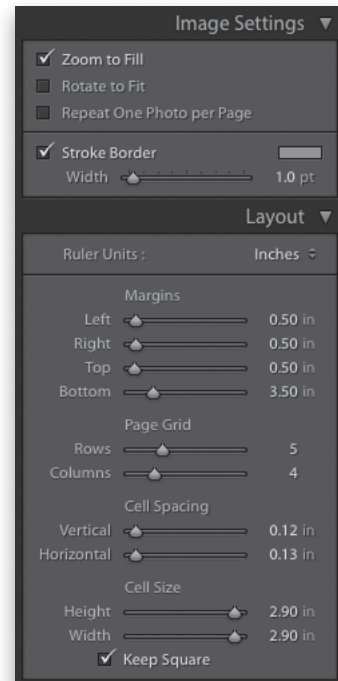 Image Settings
Zoom to Fill
Rotate to Fit
Repeat One Photo per Page
Stroke Border
Width 1.0 pt
Layout
Ruler Units : Inches
Margins
Left 0.50 in
Right 0.50 in
Top 0.50 in
Bottom 3.50 in
Page Grid
Rows 5
Columns 4
Cell Spacing
Vertical 0.12 in
Horizontal 0.13 in
Cell Size
Height 2.90 in
Width 2.90 in
Keep Square